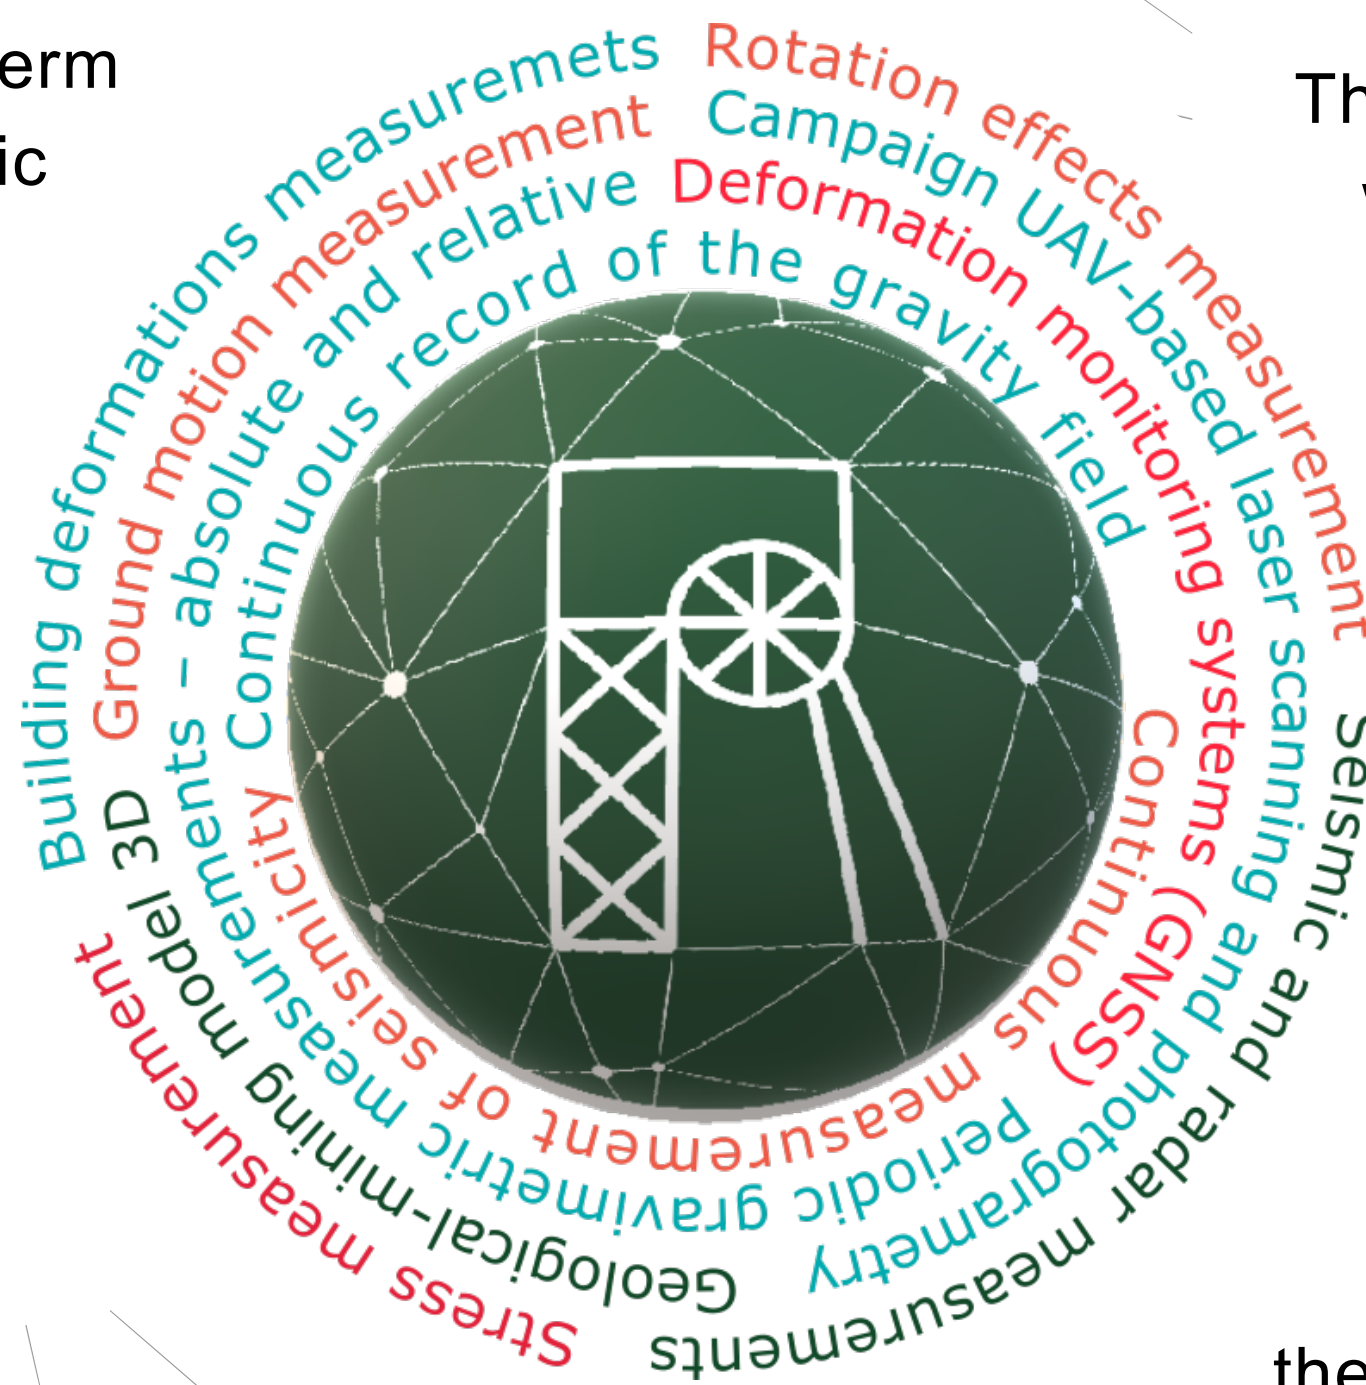 erm
ic
Th
the
Building deformations measuremets
Rotation effects measurement
Seismic and radar measurements
Stress measurement
Ground motion measurement
Campaign UAV-based laser scanning and photogrametry
Geological-mining model 3D
Deformation monitoring systems (GNSS)
Periodic gravimetric measurements – absolute and relative
Continuous record of the gravity field
Continuous measurement of seismicity